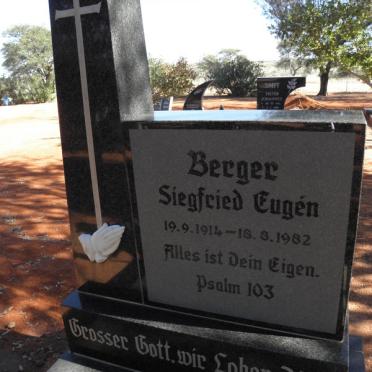 Berger
Siegfried Eugén
19.9.1914 — 18.8.1982
Alles ist Dein Eigen.
Psalm 103
Grosser Gott, wir Loben